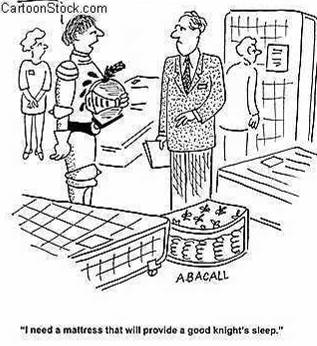 CartoonStock.com
ABACALL
"I need a mattress that will provide a good knight's sleep."